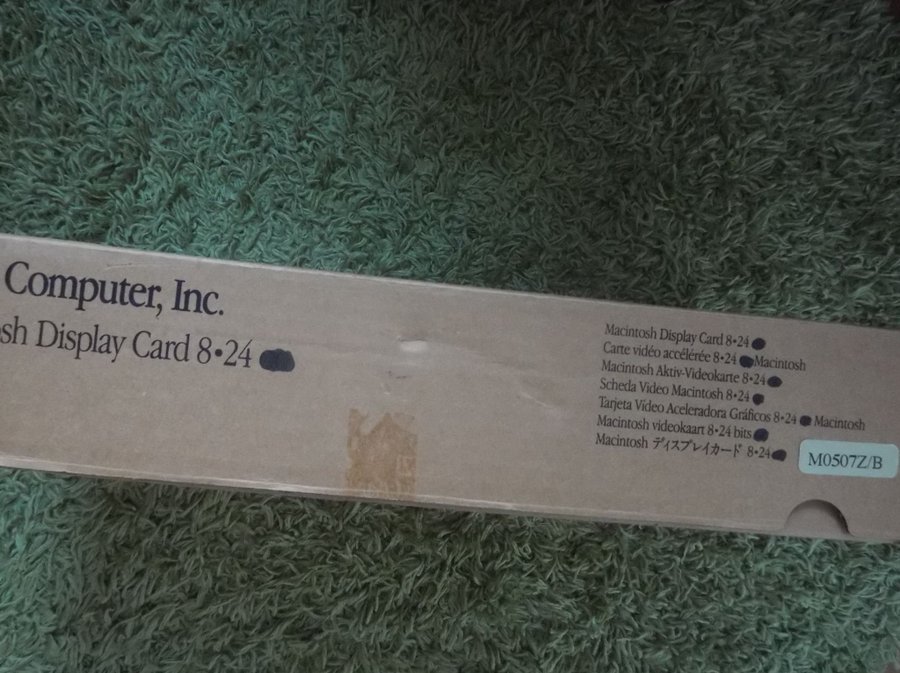 Computer, Inc.
sh Display Card 8•24
Macintosh Display Card 8•24
Carte vidéo accélérée 8•24 Macintosh
Macintosh Aktiv-Videokarte 8•24
Scheda Video Macintosh 8•24
Tarjeta Vídeo Aceleradora Gráficos 8•24 Macintosh
Macintosh videokaart 8•24 bits
Macintosh ディスプレイカード 8•24
M0507Z/B